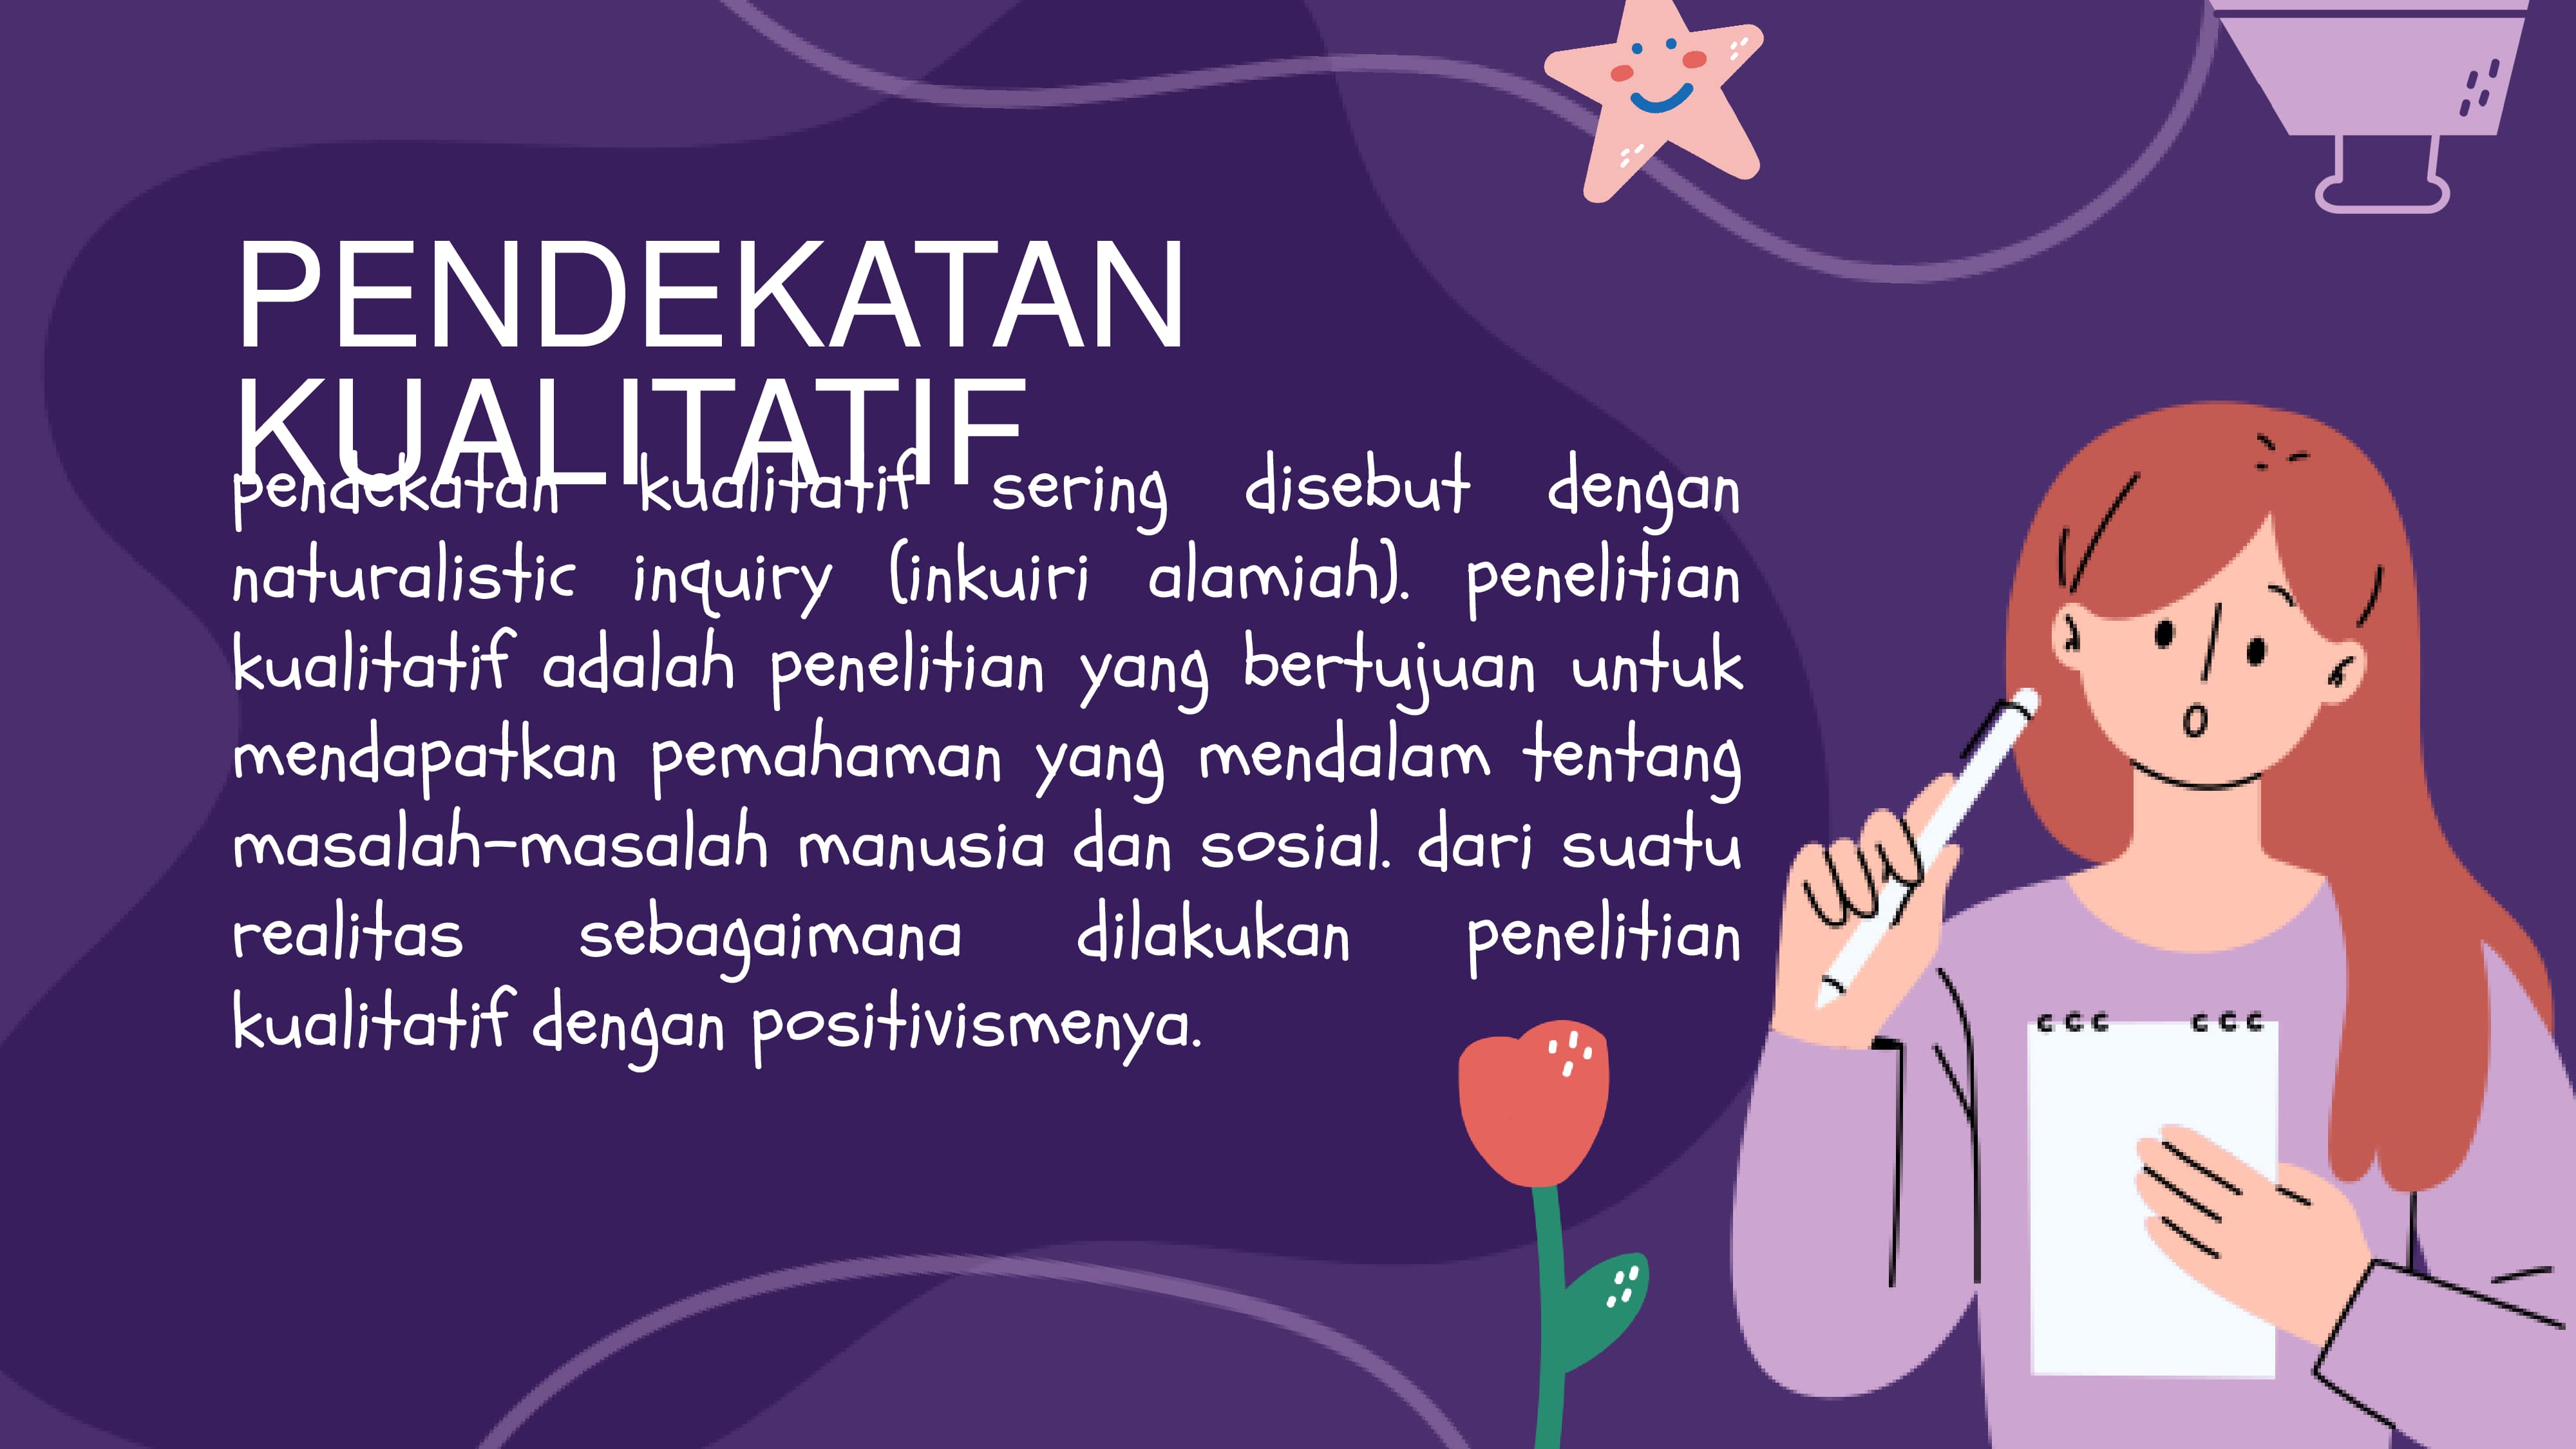 PENDEKATAN
KUALITATIF
pendekatan kualitatif sering disebut dengan
naturalistic inquiry (inkuiri alamiah). penelitian
kualitatif adalah penelitian yang bertujuan untuk
mendapatkan pemahaman yang mendalam tentang
masalah-masalah manusia dan sosial. dari suatu
realitas sebagaimana dilakukan penelitian
kualitatif dengan positivismenya.